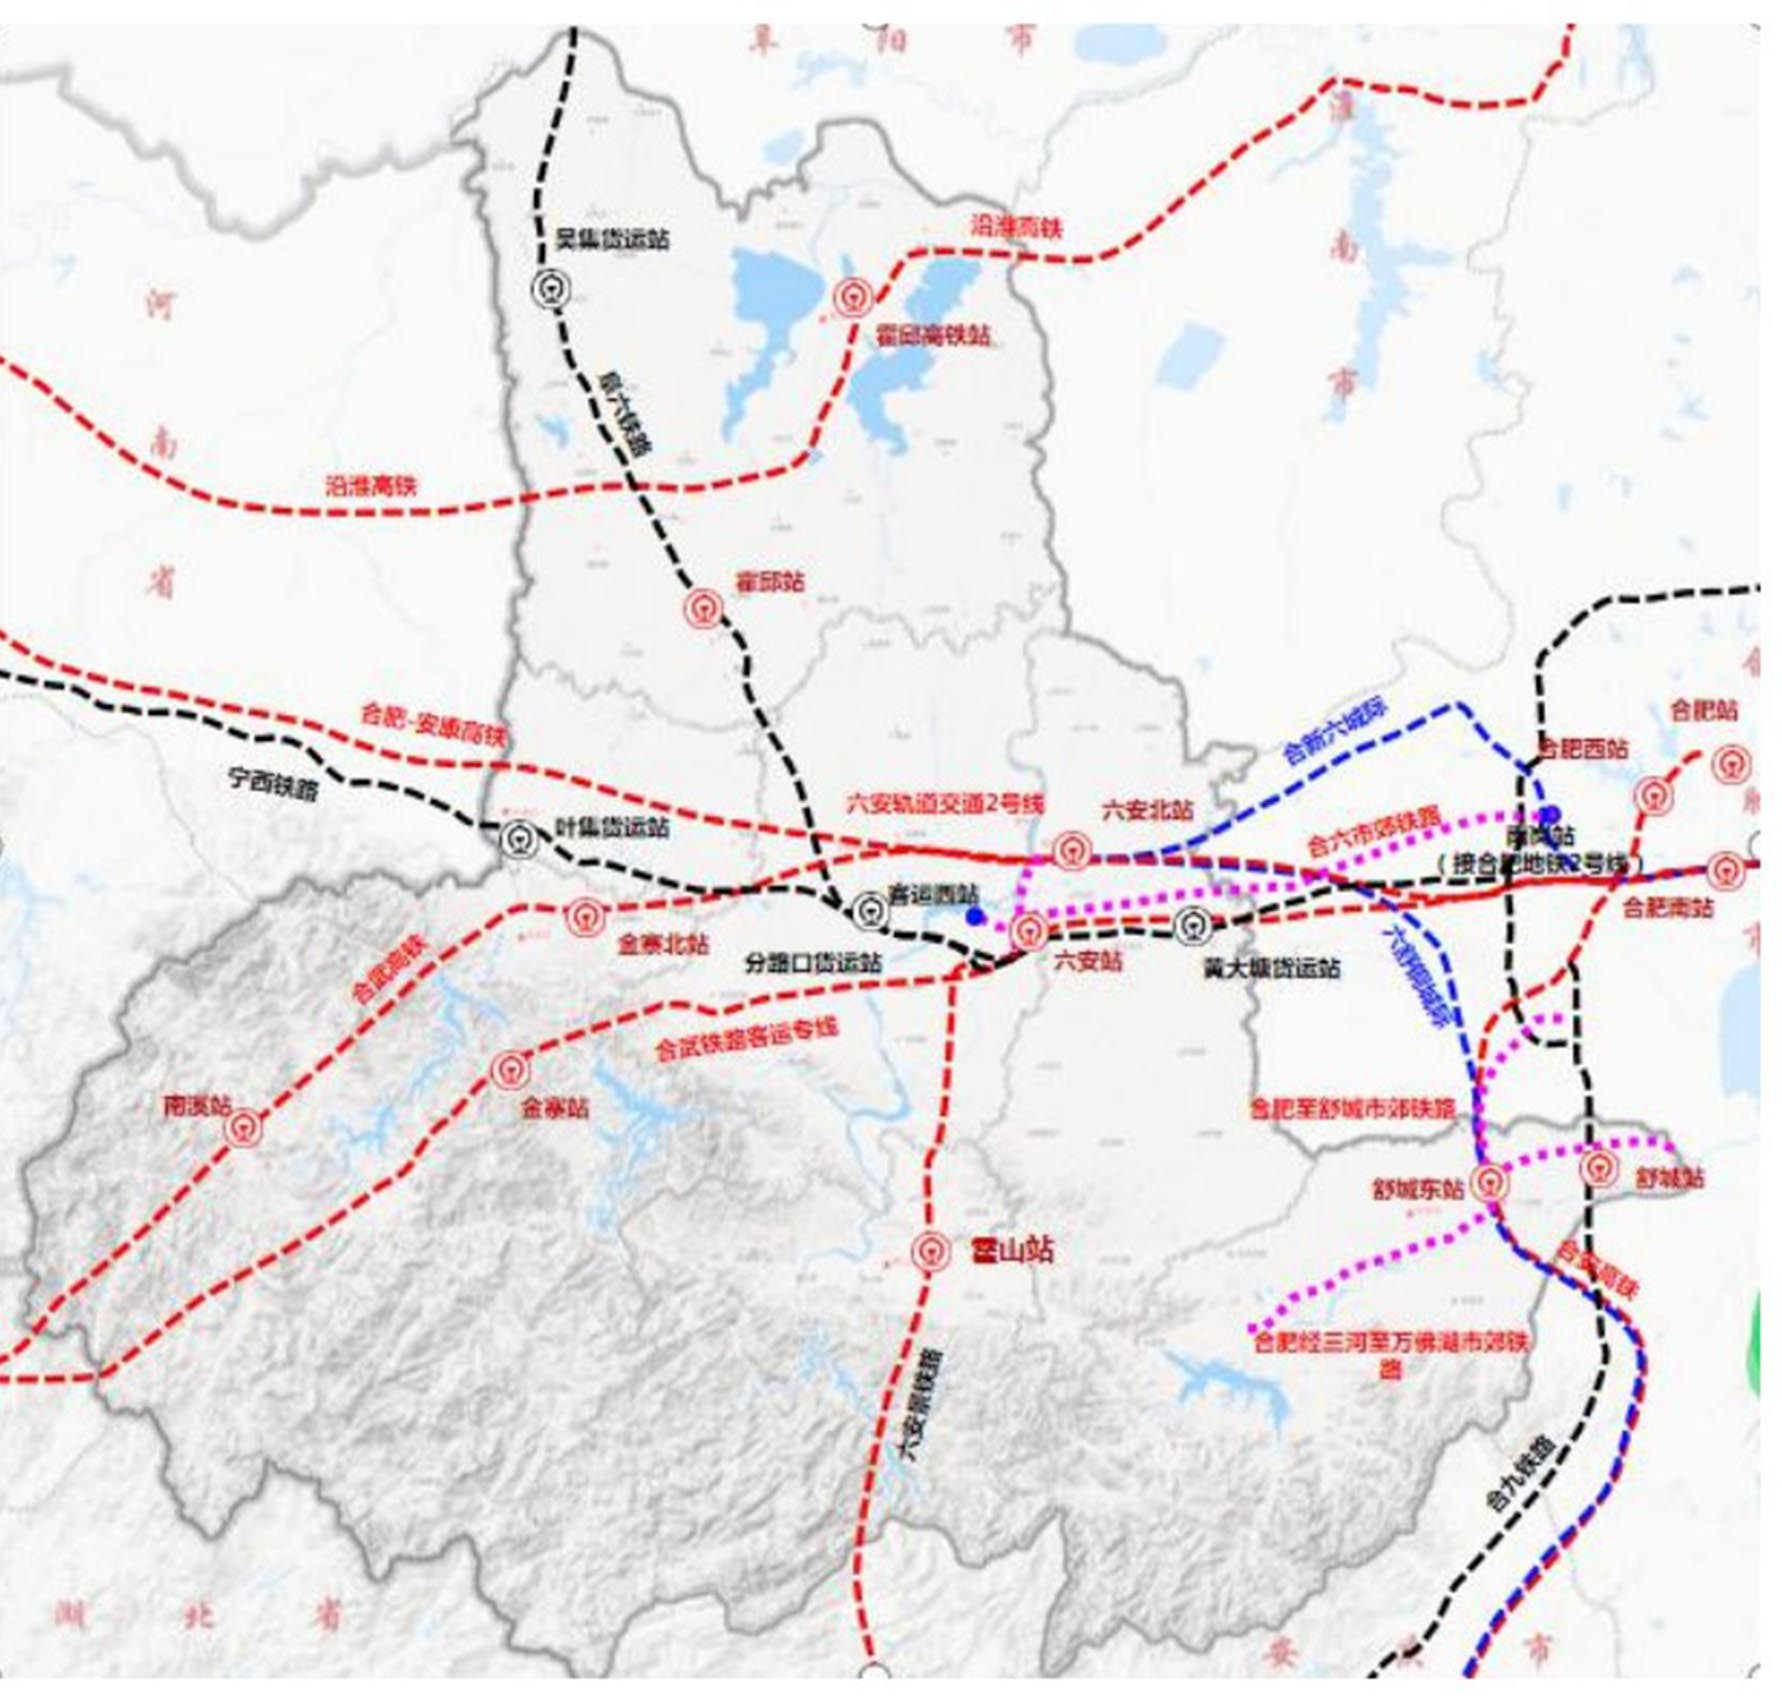 阜 阳 市
淮
南
市
沿淮高铁
吴集货运站
霍邱高铁站
河
南
省
阜六铁路
沿淮高铁
霍邱站
合肥-安康高铁
宁西铁路
合新六城际
合肥站
合肥西站
六安轨道交通2号线
六安北站
合六市郊铁路
叶集货运站
南岗站
（接合肥地铁2号线）
客运西站
合肥南站
金寨北站
分路口货运站
六安站
黄大塘货运站
合武高铁
六舒桐城际
合武铁路客运专线
南溪站
金寨站
合肥至舒城市郊铁路
舒城东站
舒城站
霍山站
合安高铁
合肥经三河至万佛湖市郊铁
路
六安景铁路
合九铁路
湖 北 省
安 庆 市